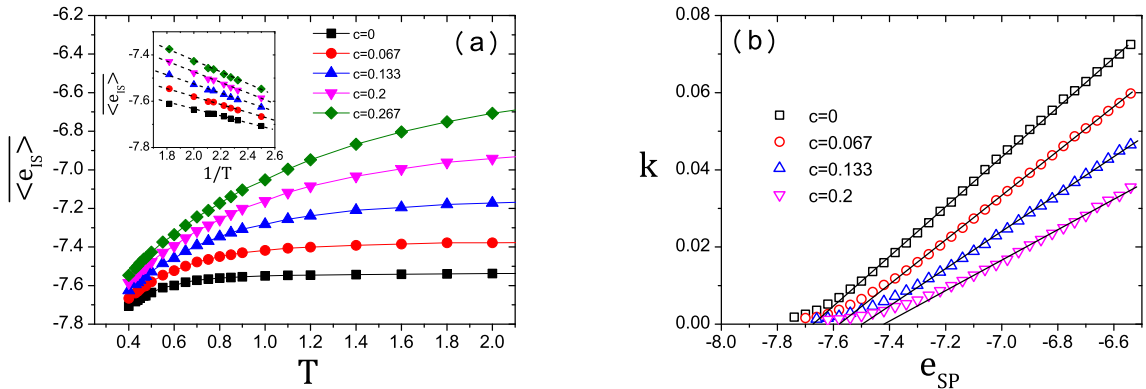 (a)
<e_IS>
-6.2
-6.4
-6.6
-6.8
-7.0
-7.2
-7.4
-7.6
-7.8
0.4 0.6 0.8 1.0 1.2 1.4 1.6 1.8 2.0
T
c=0
c=0.067
c=0.133
c=0.2
c=0.267
<e_IS>
-7.4
-7.6
-7.8
1.8 2.0 2.2 2.4 2.6
1/T
(b)
k
0.08
0.06
0.04
0.02
0.00
-8.0 -7.8 -7.6 -7.4 -7.2 -7.0 -6.8 -6.6
e_SP
c=0
c=0.067
c=0.133
c=0.2